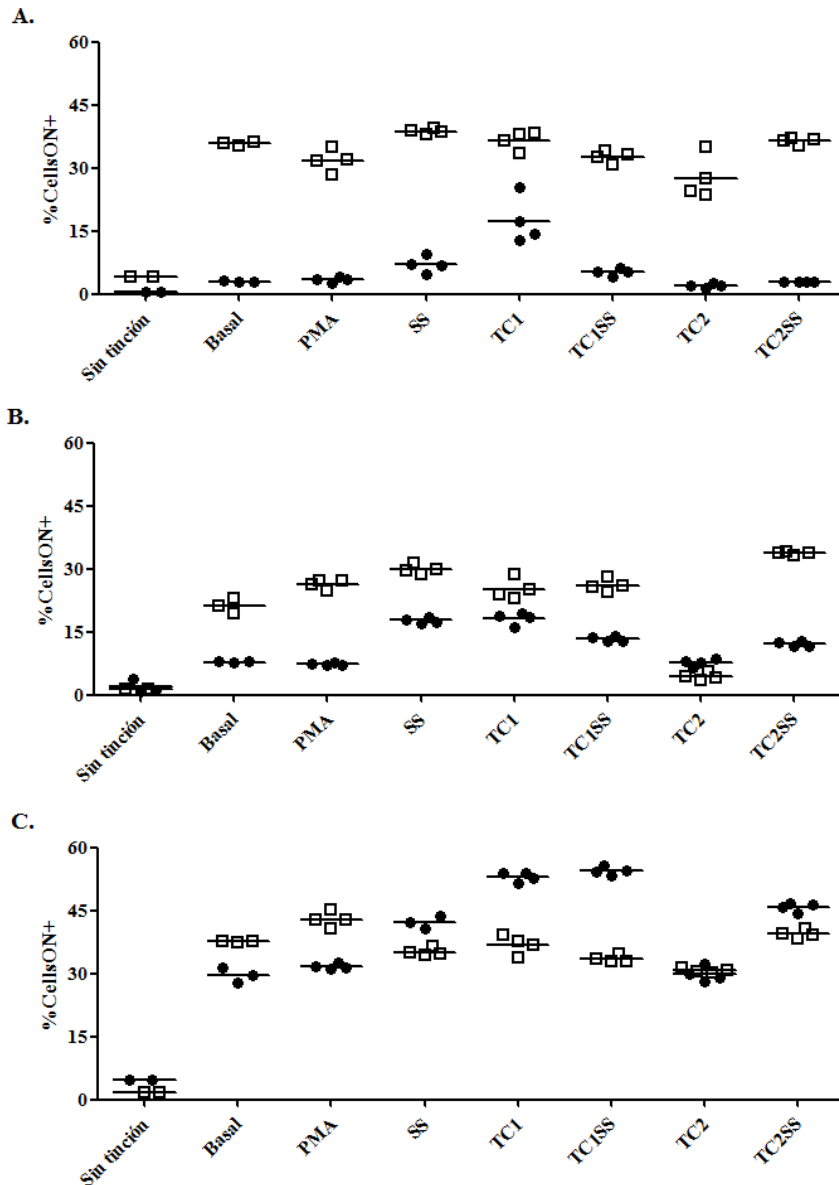 A.
60
45
30
15
0
%CellsON+
Sin tinción
Basal
PMA
SS
TC1
TC1SS
TC2
TC2SS
B.
60
45
30
15
0
%CellsON+
Sin tinción
Basal
PMA
SS
TC1
TC1SS
TC2
TC2SS
C.
60
45
30
15
0
%CellsON+
Sin tinción
Basal
PMA
SS
TC1
TC1SS
TC2
TC2SS